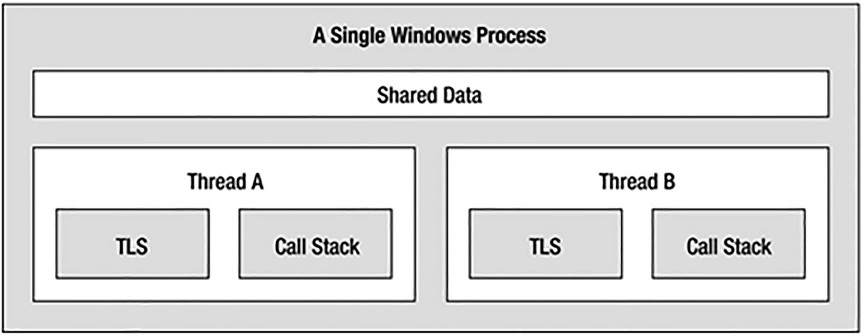 A Single Windows Process
Shared Data
Thread A
Thread B
TLS
Call Stack
TLS
Call Stack